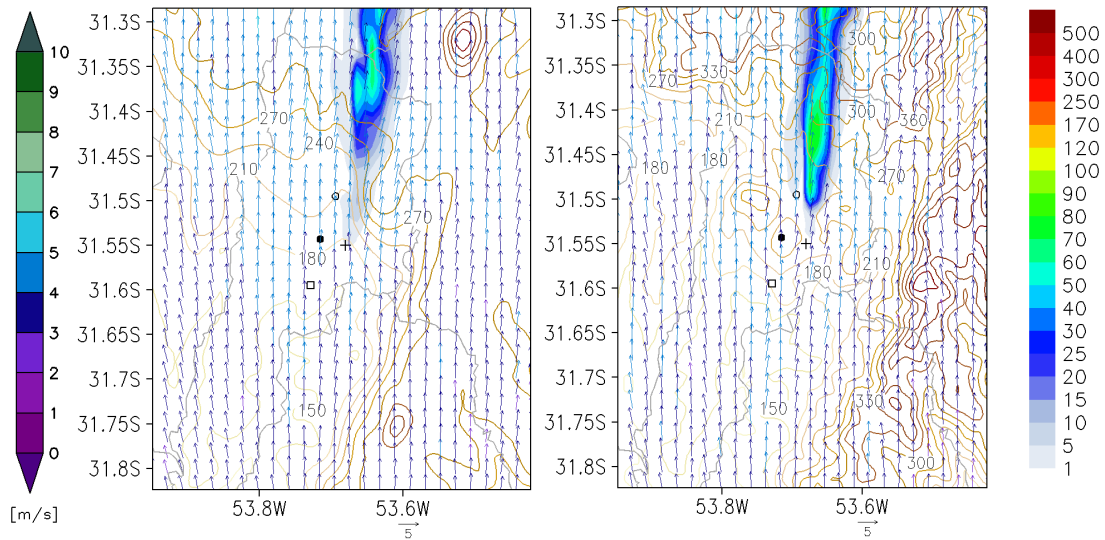 10
9
8
7
6
5
4
3
2
1
0
[m/s]
31.3S
31.35S
31.4S
31.45S
31.5S
31.55S
31.6S
31.65S
31.7S
31.75S
31.8S
270
240
210
270
180
150
53.8W
53.6W
5
31.3S
31.35S
31.4S
31.45S
31.5S
31.55S
31.6S
31.65S
31.7S
31.75S
31.8S
300
330
270
300
210
360
180
180
270
210
180
150
330
300
53.8W
53.6W
5
500
400
300
250
170
120
100
90
80
70
60
50
40
30
25
20
15
10
5
1